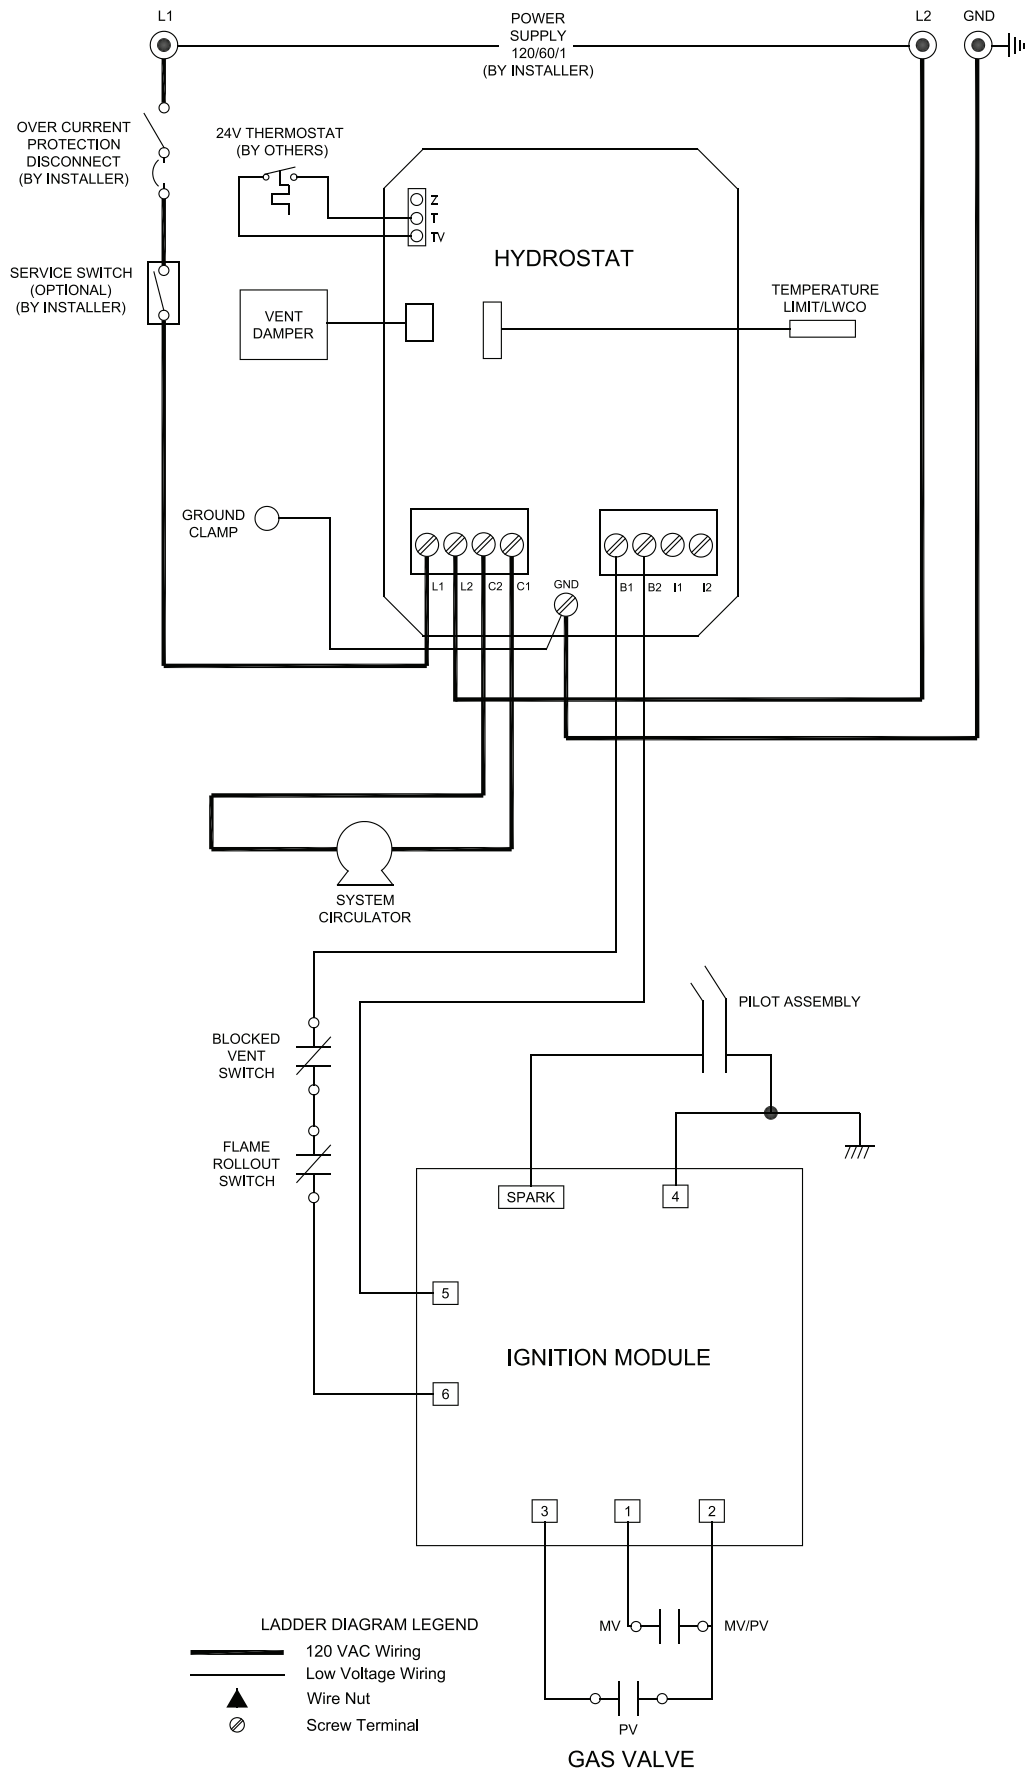 L1
POWER
SUPPLY
120/60/1
(BY INSTALLER)
L2
GND
OVER CURRENT
PROTECTION
DISCONNECT
(BY INSTALLER)
24V THERMOSTAT
(BY OTHERS)
Z
T
TV
HYDROSTAT
SERVICE SWITCH
(OPTIONAL)
(BY INSTALLER)
VENT
DAMPER
TEMPERATURE
LIMIT/LWCO
GROUND
CLAMP
L1
L2
C2
C1
GND
B1
B2
I1
I2
SYSTEM
CIRCULATOR
PILOT ASSEMBLY
BLOCKED
VENT
SWITCH
FLAME
ROLLOUT
SWITCH
SPARK
4
5
IGNITION MODULE
6
3
1
2
MV
MV/PV
PV
GAS VALVE
LADDER DIAGRAM LEGEND
120 VAC Wiring
Low Voltage Wiring
Wire Nut
Screw Terminal